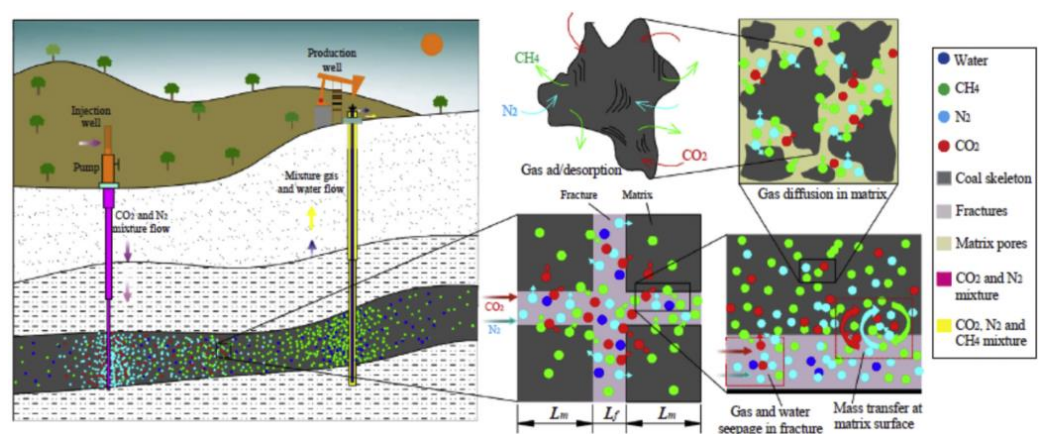 Production
well
Injection
well
Pump
Mixture gas
and water flow
CO2 and N2
mixture flow
CH4
N2
CO2
Gas ad/desorption
Gas diffusion in matrix
Fracture
Matrix
CO2
N2
Lm
Lf
Lm
Gas and water
seepage in fracture
Mass transfer at
matrix surface
Water
CH4
N2
CO2
Coal skeleton
Fractures
Matrix pores
CO2 and N2
mixture
CO2, N2 and
CH4 mixture